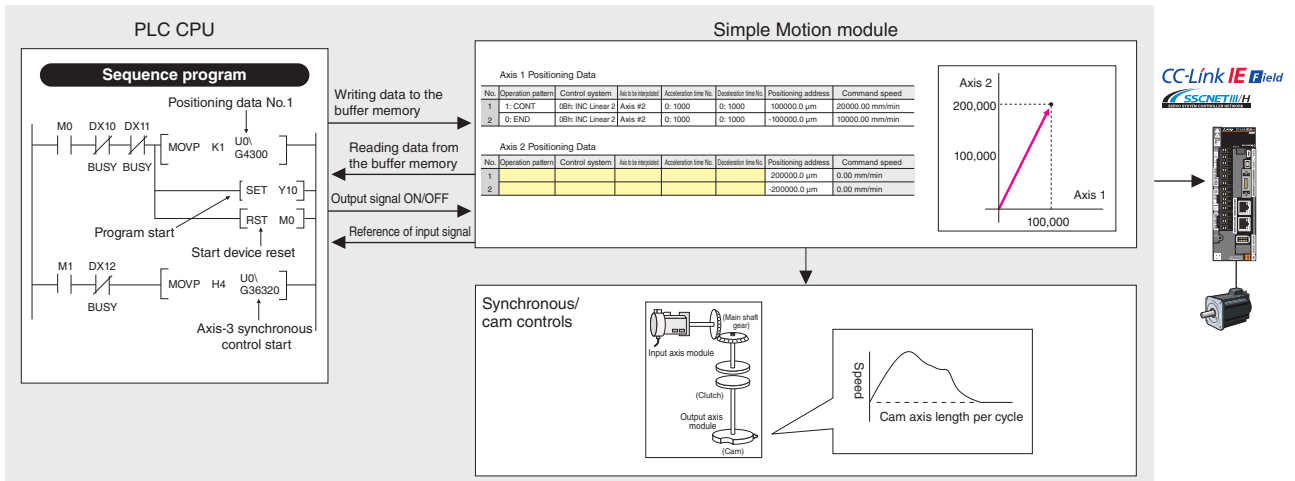 PLC CPU
Sequence program
Positioning data No.1
M0 DX10 DX11
MOVP K1 U0\
G4300
BUSY BUSY
SET Y10
RST M0
Program start
Start device reset
M1 DX12
MOVP H4 U0\
G36320
BUSY
Axis-3 synchronous
control start
Writing data to the
buffer memory
Reading data from
the buffer memory
Output signal ON/OFF
Reference of input signal
Simple Motion module
Axis 1 Positioning Data
No. Operation pattern Control system Axis to be interpolated Acceleration time No. Deceleration time No. Positioning address Command speed
1 1: CONT 0Bh: INC Linear 2 Axis #2 0: 1000 0: 1000 100000.0 µm 20000.00 mm/min
2 0: END 0Bh: INC Linear 2 Axis #2 0: 1000 0: 1000 -100000.0 µm 10000.00 mm/min
Axis 2 Positioning Data
No. Operation pattern Control system Axis to be interpolated Acceleration time No. Deceleration time No. Positioning address Command speed
1 200000.0 µm 0.00 mm/min
2 -200000.0 µm 0.00 mm/min
Axis 2
200,000
100,000
Axis 1
100,000
Synchronous/
cam controls
(Main shaft
gear)
Input axis module
(Clutch)
Output axis
module
(Cam)
Speed
Cam axis length per cycle
CC-Link IE Field
SSCNETIII/H
SERVO SYSTEM CONTROLLER NETWORK